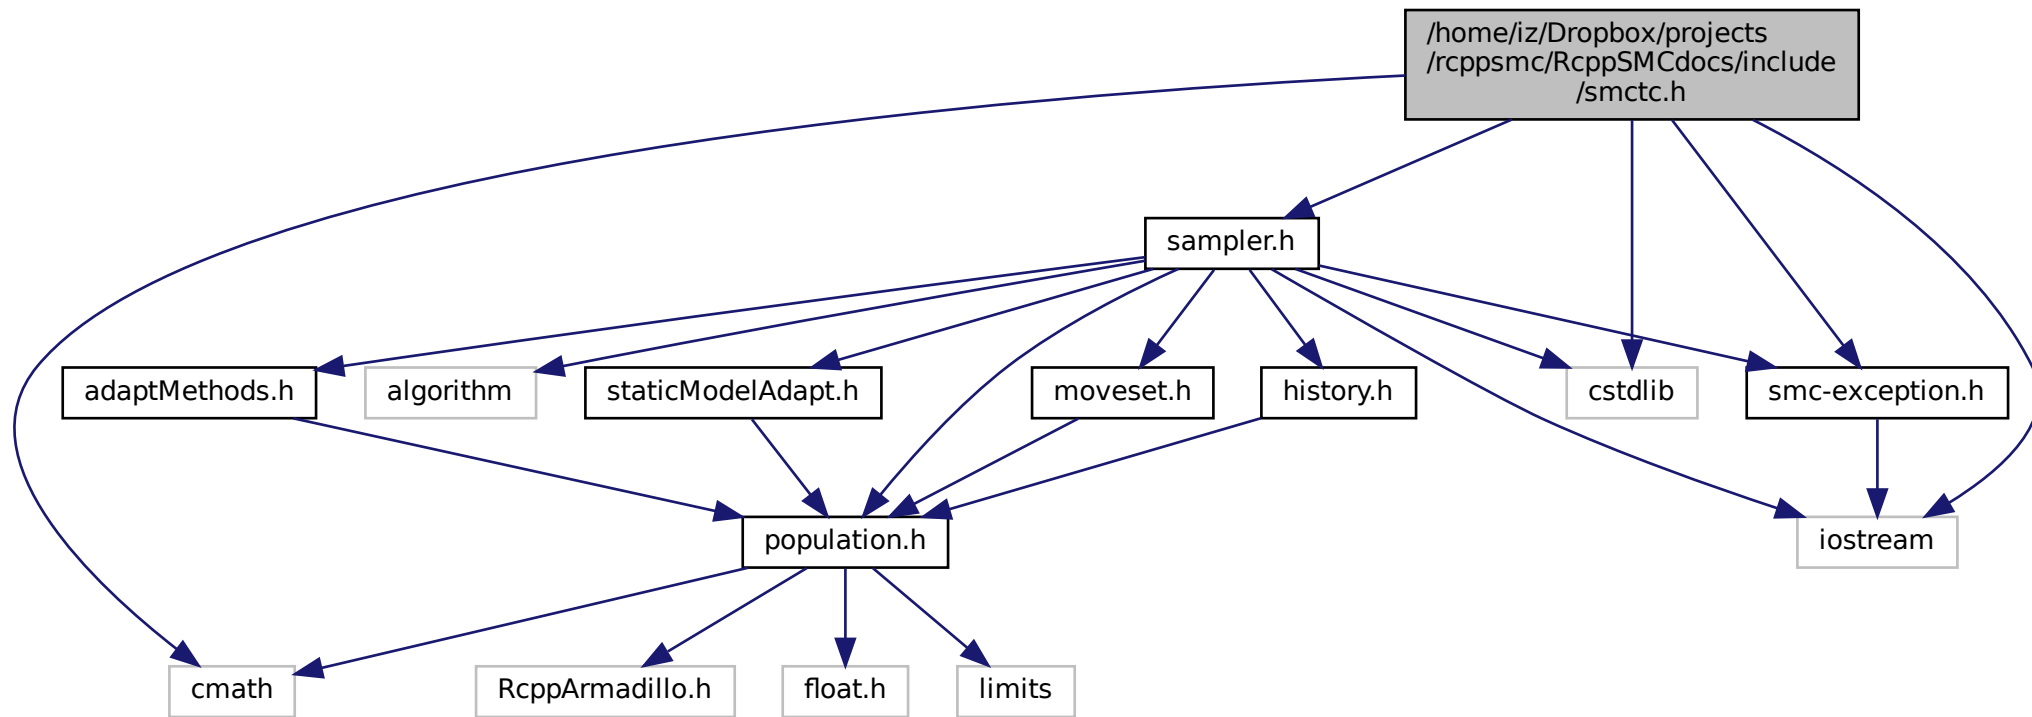 /home/iz/Dropbox/projects
/rcppsmc/RcppSMCdocs/include
/smctc.h
sampler.h
adaptMethods.h
algorithm
staticModelAdapt.h
moveset.h
history.h
cstdlib
smc-exception.h
population.h
iostream
cmath
RcppArmadillo.h
float.h
limits